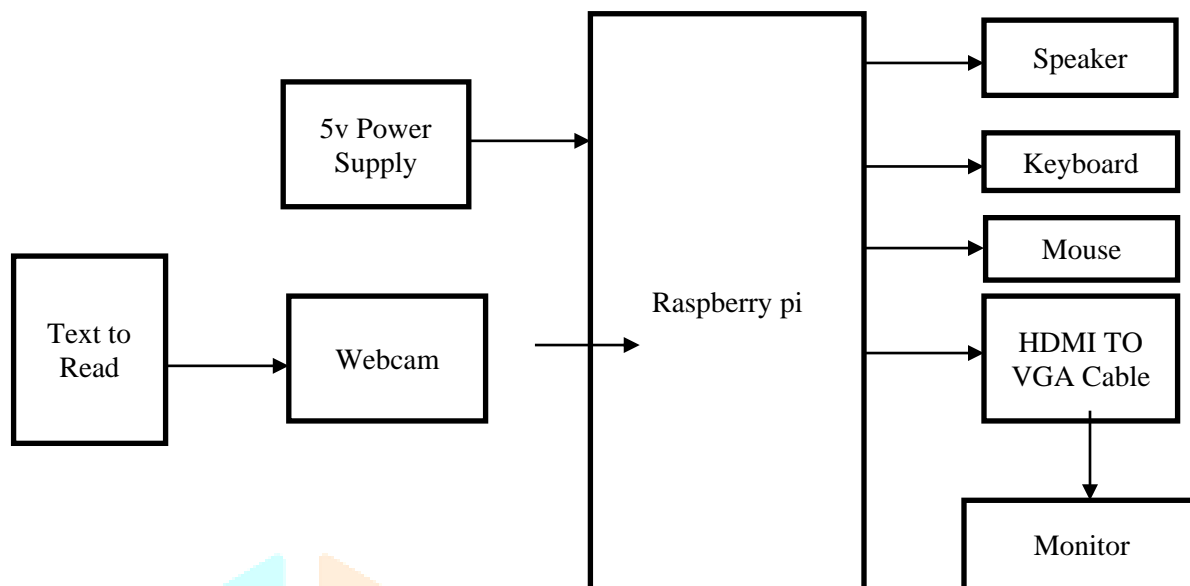 Speaker
5v Power
Supply
Keyboard
Mouse
Text to
Read
Webcam
Raspberry pi
HDMI TO
VGA Cable
Monitor